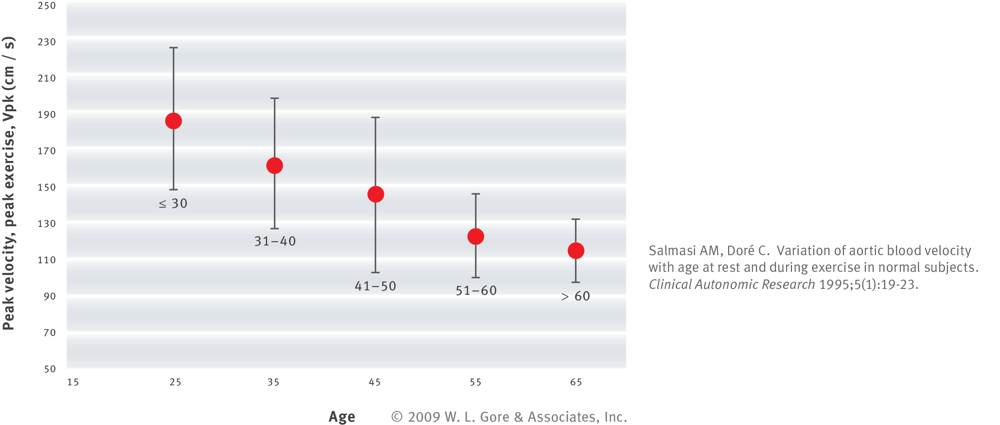 250
230
210
190
170
150
130
110
90
70
50
Peak velocity, peak exercise, Vpk (cm / s)
≤ 30
31–40
41–50
51–60
> 60
15 25 35 45 55 65
Age
© 2009 W. L. Gore & Associates, Inc.
Salmasi AM, Doré C. Variation of aortic blood velocity
with age at rest and during exercise in normal subjects.
Clinical Autonomic Research 1995;5(1):19-23.